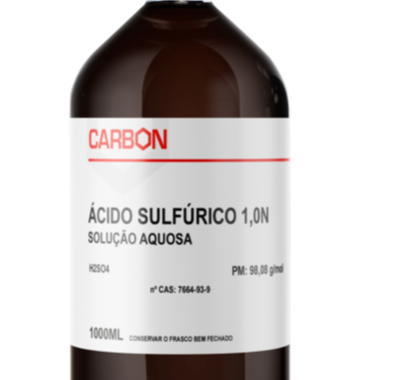 CARBON
ÁCIDO SULFÚRICO 1,0N
SOLUÇÃO AQUOSA
H2SO4
PM: 98,08 g/mol
nº CAS: 7664-93-9
1000ML CONSERVAR O FRASCO BEM FECHADO